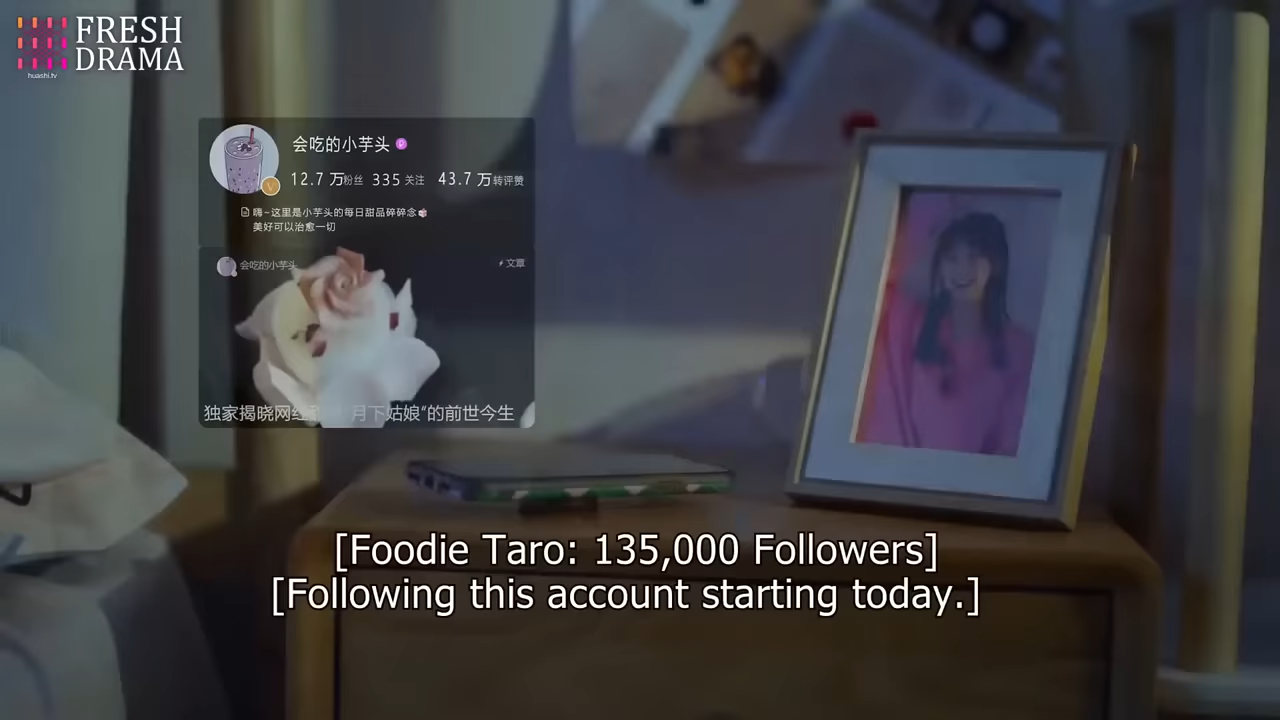 FRESH
DRAMA
huashi.tv
会吃的小芋头
12.7万粉丝 335关注 43.7万转评赞
嗨~这里是小芋头的每日甜品碎碎念
美好可以治愈一切
会吃的小芋头
文章
独家揭晓网红 月下姑娘"的前世今生
[Foodie Taro: 135,000 Followers]
[Following this account starting today.]